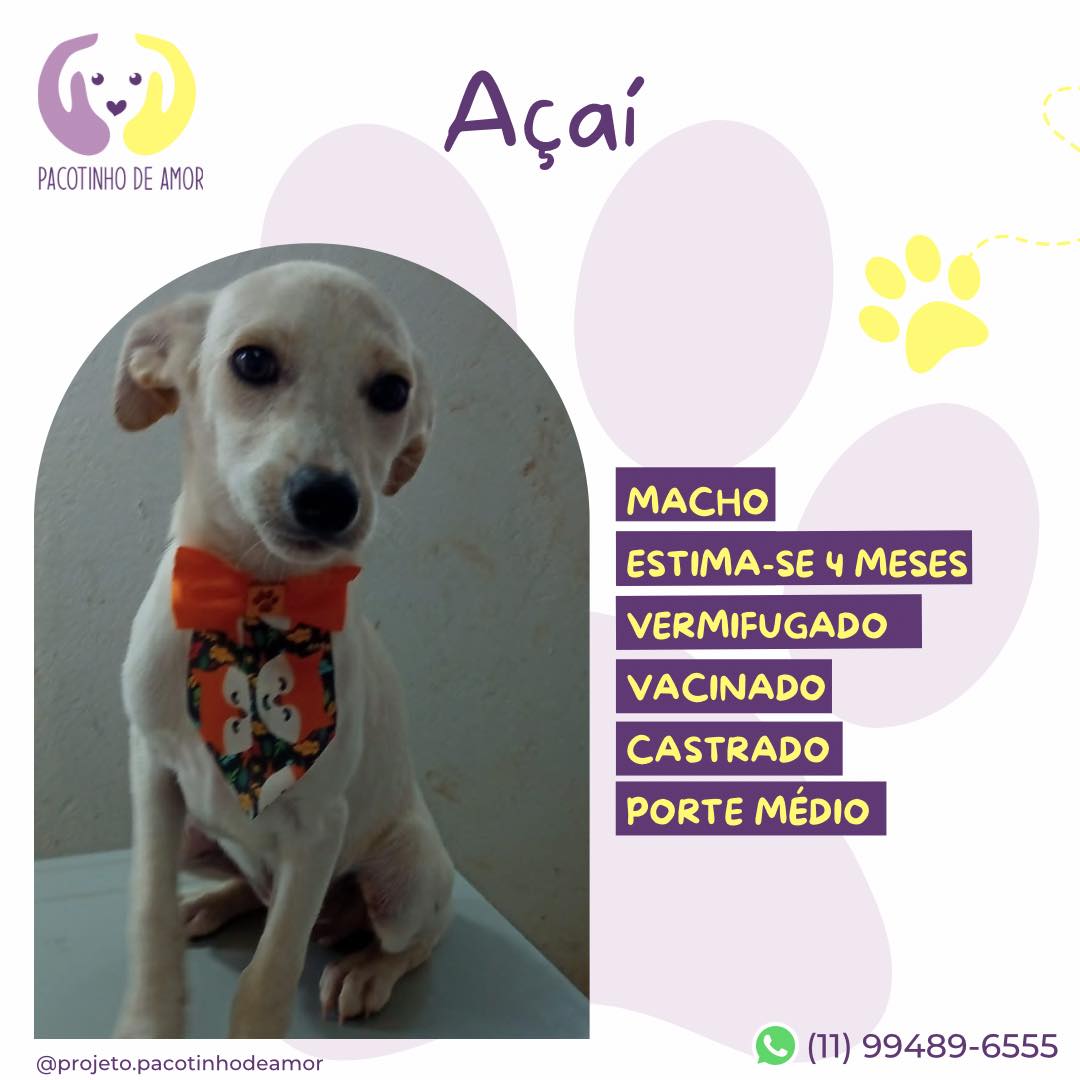 PACOTINHO DE AMOR
Açaí
MACHO
ESTIMA-SE 4 MESES
VERMIFUGADO
VACINADO
CASTRADO
PORTE MÉDIO
@projeto.pacotinhodeamor
(11) 99489-6555